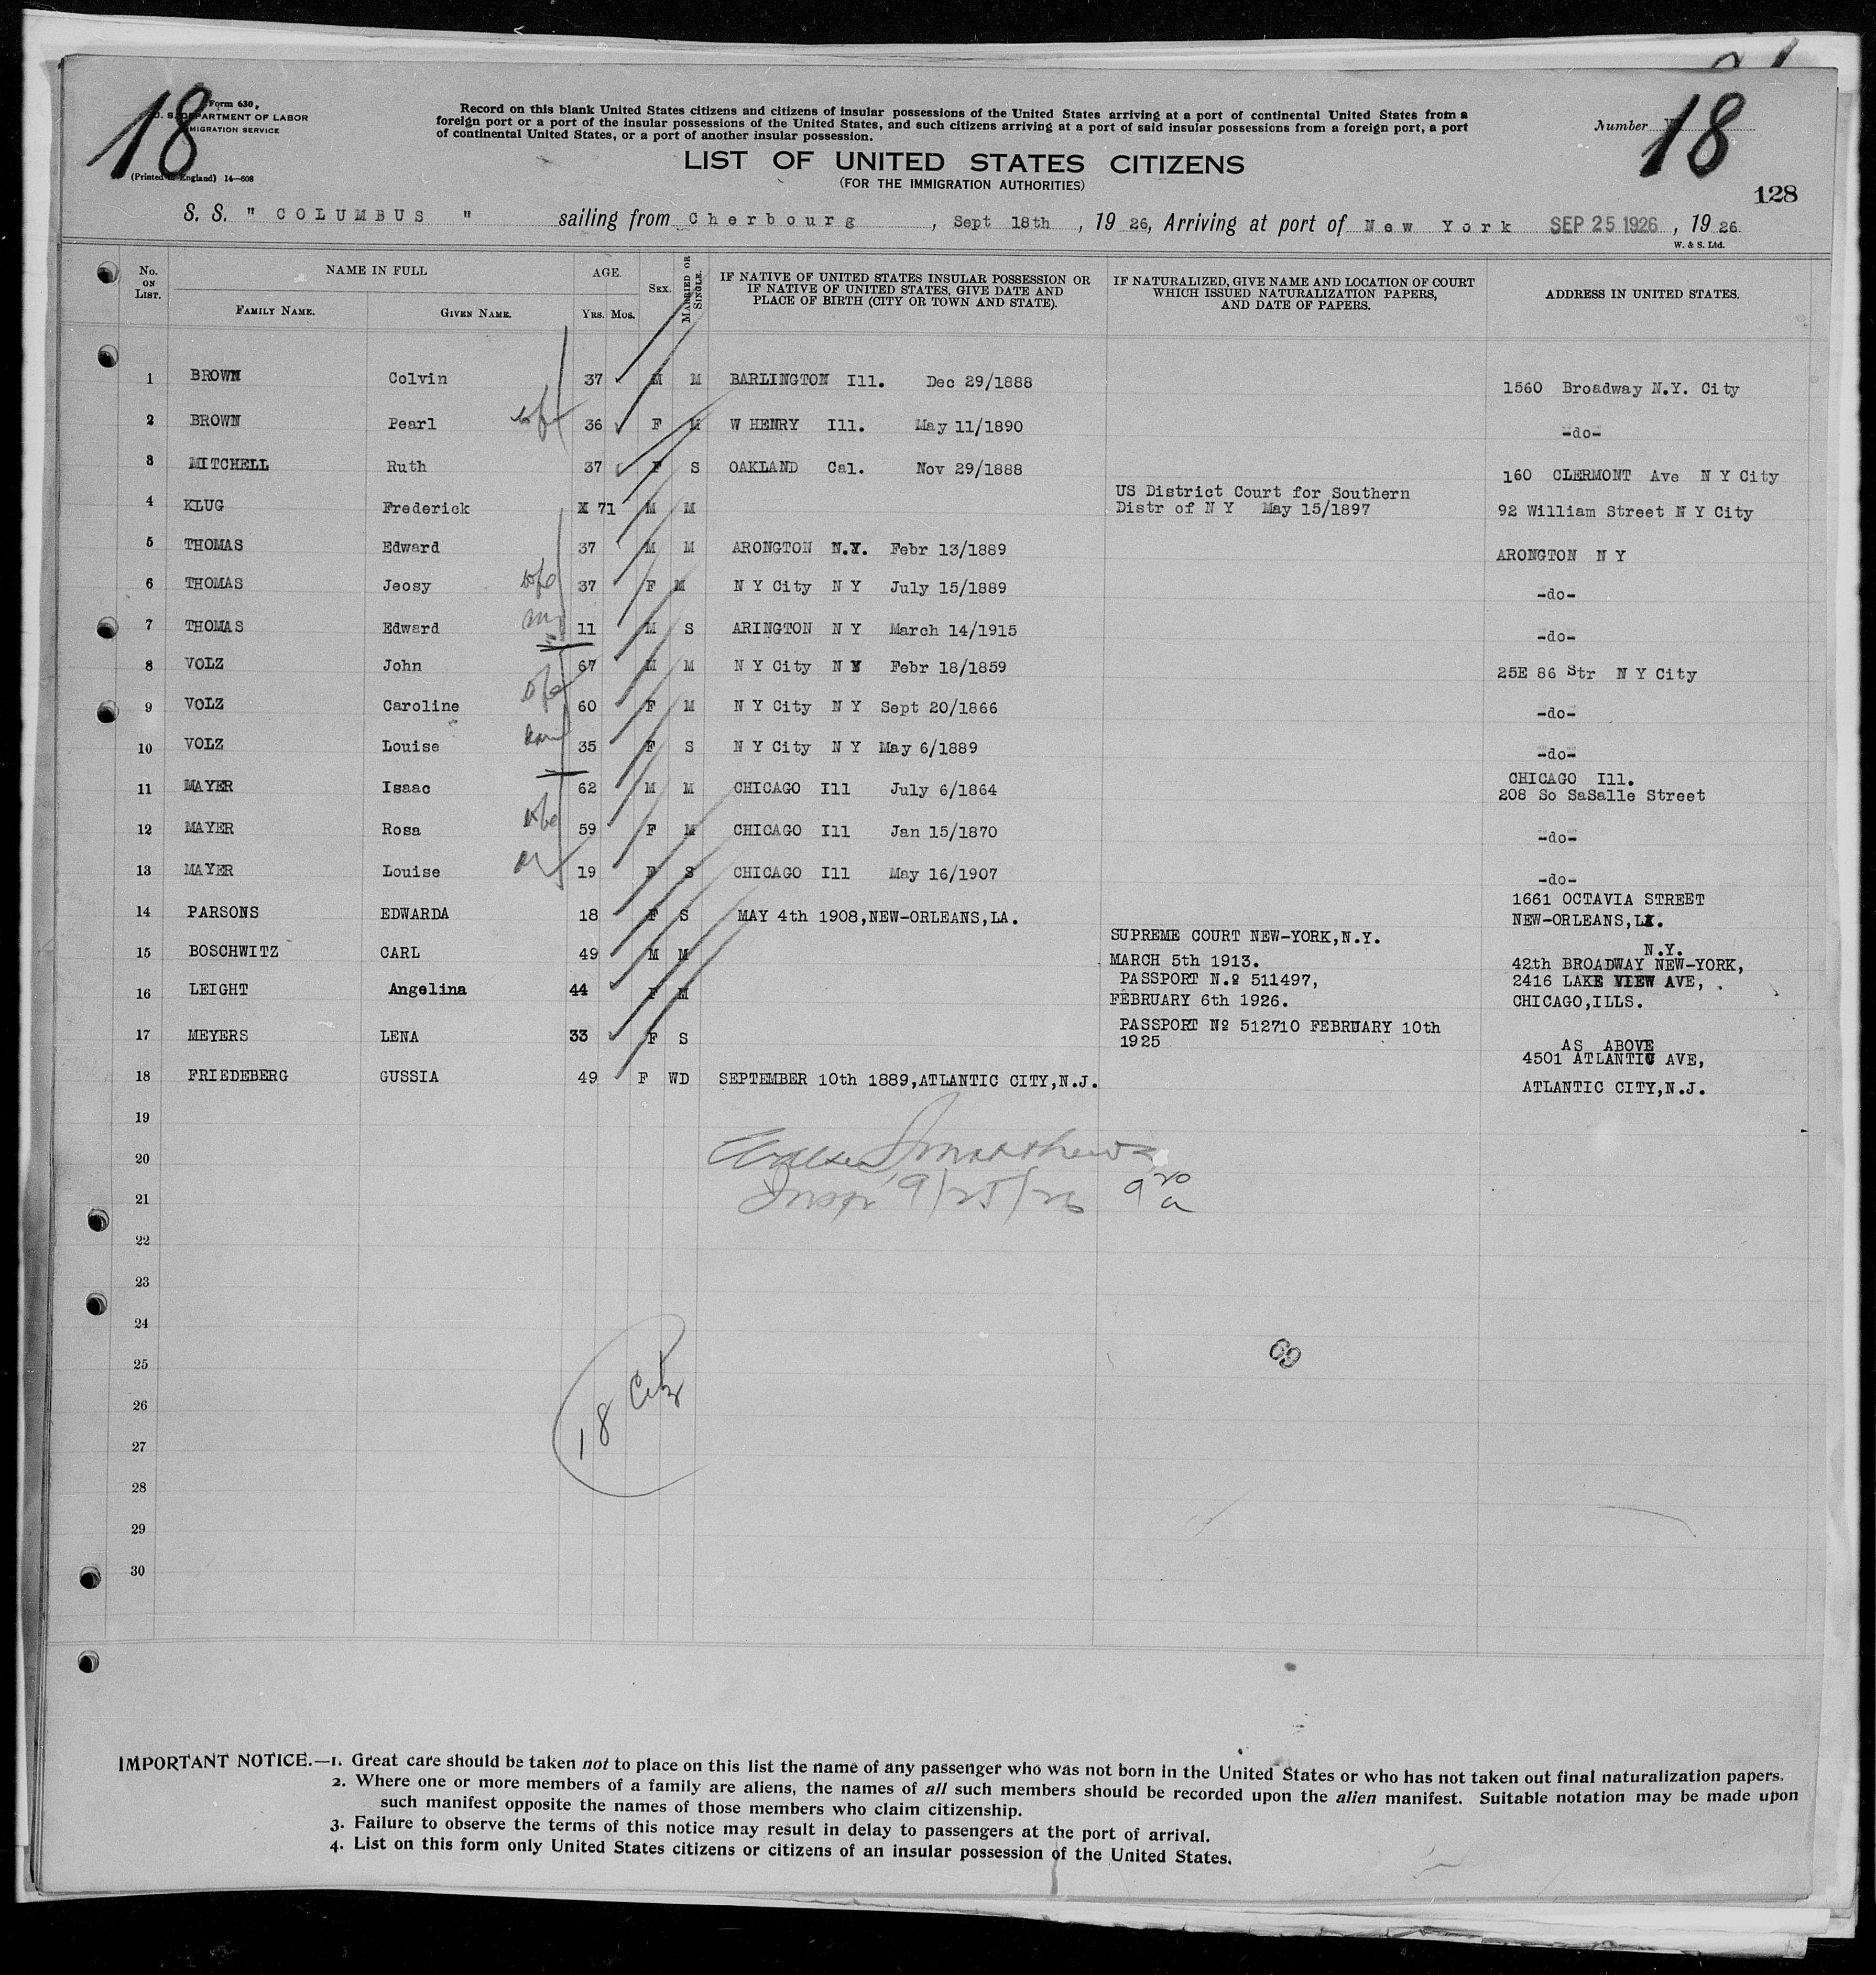 18
Form 630.
U. S. DEPARTMENT OF LABOR
IMMIGRATION SERVICE
(Printed in England) 14—608
Record on this blank United States citizens and citizens of insular possessions of the United States arriving at a port of continental United States from a
foreign port or a port of the insular possessions of the United States, and such citizens arriving at a port of said insular possessions from a foreign port, a port
of continental United States, or a port of another insular possession.
LIST OF UNITED STATES CITIZENS
(FOR THE IMMIGRATION AUTHORITIES)
Number 18
128
S. S. " COLUMBUS " sailing from Cherbourg , Sept 18th , 19 26, Arriving at port of New York SEP 25 1926 , 19 26.
W. & S. Ltd.
No. ON LIST.
NAME IN FULL
FAMILY NAME. GIVEN NAME.
AGE.
YRS. MOS.
SEX.
MARRIED OR SINGLE.
IF NATIVE OF UNITED STATES INSULAR POSSESSION OR
IF NATIVE OF UNITED STATES, GIVE DATE AND
PLACE OF BIRTH (CITY OR TOWN AND STATE).
IF NATURALIZED, GIVE NAME AND LOCATION OF COURT
WHICH ISSUED NATURALIZATION PAPERS,
AND DATE OF PAPERS.
ADDRESS IN UNITED STATES.
1 BROWN Colvin 37 M M BARLINGTON Ill. Dec 29/1888 1560 Broadway N.Y. City
2 BROWN Pearl wife 36 F M W HENRY Ill. May 11/1890 -do-
3 MITCHELL Ruth 37 F S OAKLAND Cal. Nov 29/1888 160 CLERMONT Ave N Y City
4 KLUG Frederick 71 M M US District Court for Southern
Distr of N Y May 15/1897 92 William Street N Y City
5 THOMAS Edward 37 M M ARONGTON N.Y. Febr 13/1889 ARONGTON N Y
6 THOMAS Jeosy wife 37 F M N Y City N Y July 15/1889 -do-
7 THOMAS Edward 11 M S ARINGTON N Y March 14/1915 -do-
8 VOLZ John 67 M M N Y City N Y Febr 18/1859 25E 86 Str N Y City
9 VOLZ Caroline wife 60 F M N Y City N Y Sept 20/1866 -do-
10 VOLZ Louise 35 F S N Y City N Y May 6/1889 -do-
11 MAYER Isaac 62 M M CHICAGO Ill July 6/1864 CHICAGO Ill.
208 So SaSalle Street
12 MAYER Rosa wife 59 F M CHICAGO Ill Jan 15/1870 -do-
13 MAYER Louise 19 F S CHICAGO Ill May 16/1907 -do-
14 PARSONS EDWARDA 18 F S MAY 4th 1908,NEW-ORLEANS,LA. 1661 OCTAVIA STREET
NEW-ORLEANS,LA.
15 BOSCHWITZ CARL 49 M M SUPREME COURT NEW-YORK,N.Y.
MARCH 5th 1913. N.Y.
42th BROADWAY NEW-YORK,
16 LEIGHT Angelina 44 F M PASSPORT N.º 511497,
FEBRUARY 6th 1926. 2416 LAKE VIEW AVE,
CHICAGO,ILLS.
17 MEYERS LENA 33 F S PASSPORT Nº 512710 FEBRUARY 10th
1925 AS ABOVE
18 FRIEDEBERG GUSSIA 49 F WD SEPTEMBER 10th 1889,ATLANTIC CITY,N.J. 4501 ATLANTIC AVE,
ATLANTIC CITY,N.J.
19
20
21
Inspr 9/25/26 9 20 a
22
23
24
25
26
27
28
29
30
18 Citz
69
IMPORTANT NOTICE.—1. Great care should be taken not to place on this list the name of any passenger who was not born in the United States or who has not taken out final naturalization papers.
2. Where one or more members of a family are aliens, the names of all such members should be recorded upon the alien manifest. Suitable notation may be made upon
such manifest opposite the names of those members who claim citizenship.
3. Failure to observe the terms of this notice may result in delay to passengers at the port of arrival.
4. List on this form only United States citizens or citizens of an insular possession of the United States.